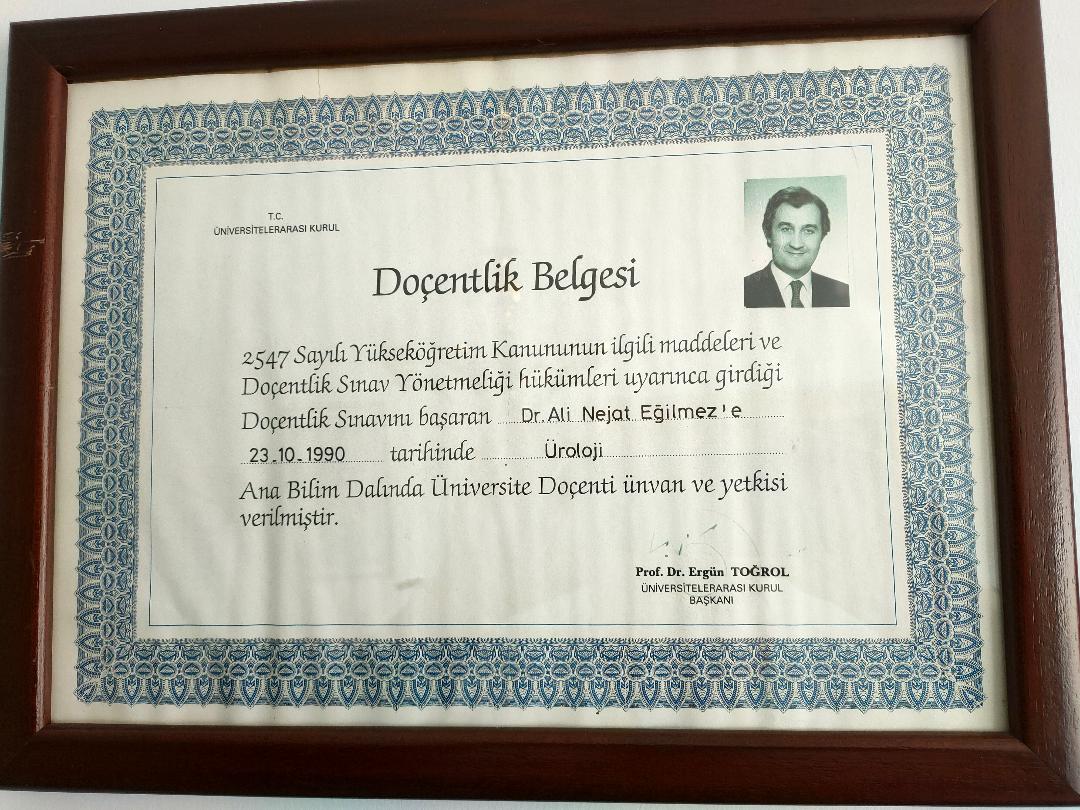 T.C.
ÜNİVERSİTELERARASI KURUL
Doçentlik Belgesi
2547 Sayılı Yükseköğretim Kanununun ilgili maddeleri ve
Doçentlik Sınav Yönetmeliği hükümleri uyarınca girdiği
Doçentlik Sınavını başaran Dr.Ali Nejat Eğilmez'e
23.10.1990 tarihinde Üroloji
Ana Bilim Dalında Üniversite Doçenti ünvan ve yetkisi
verilmiştir.
Prof. Dr. Ergün TOĞROL
ÜNİVERSİTELERARASI KURUL
BAŞKANI